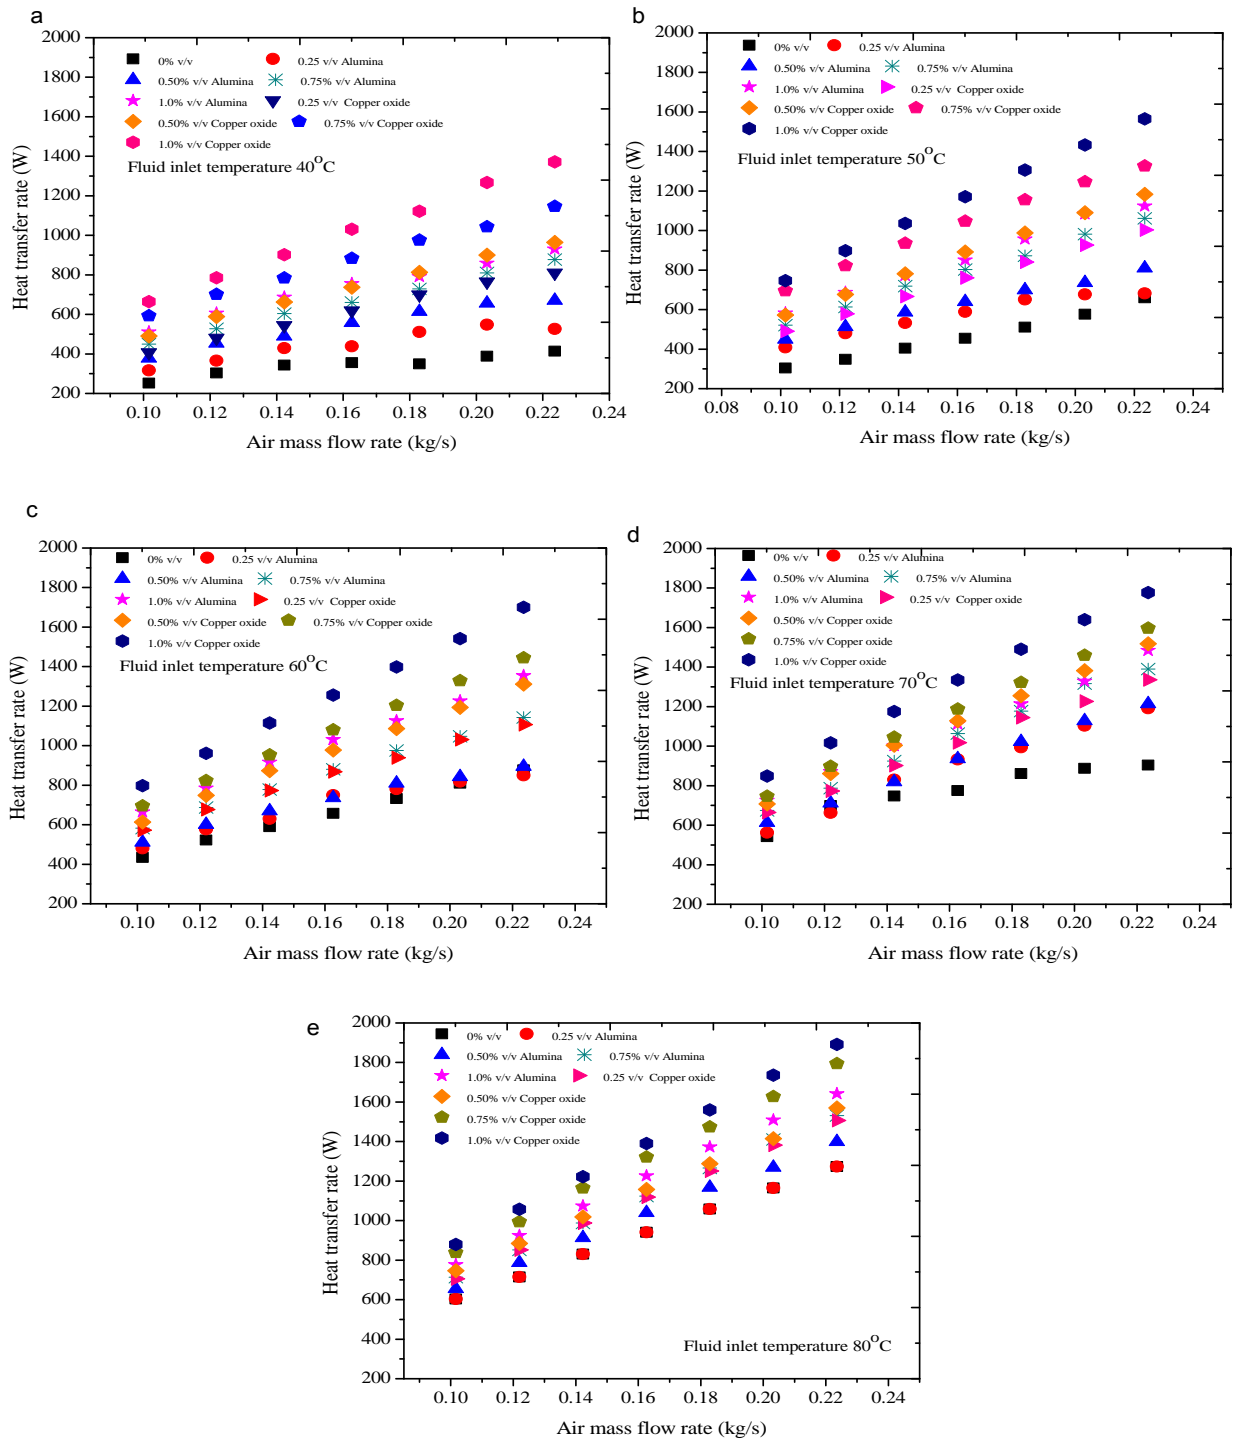 a
2000
1800
1600
1400
1200
1000
800
600
400
200
Heat transfer rate (W)
0% v/v 0.25 v/v Alumina
0.50% v/v Alumina 0.75% v/v Alumina
1.0% v/v Alumina 0.25 v/v Copper oxide
0.50% v/v Copper oxide 0.75% v/v Copper oxide
1.0% v/v Copper oxide
Fluid inlet temperature 40°C
0.10 0.12 0.14 0.16 0.18 0.20 0.22 0.24
Air mass flow rate (kg/s)
b
2000
1800
1600
1400
1200
1000
800
600
400
200
Heat transfer rate (W)
0% v/v 0.25 v/v Alumina
0.50% v/v Alumina 0.75% v/v Alumina
1.0% v/v Alumina 0.25 v/v Copper oxide
0.50% v/v Copper oxide 0.75% v/v Copper oxide
1.0% v/v Copper oxide
Fluid inlet temperature 50°C
0.08 0.10 0.12 0.14 0.16 0.18 0.20 0.22 0.24
Air mass flow rate (kg/s)
c
2000
1800
1600
1400
1200
1000
800
600
400
200
Heat transfer rate (W)
0% v/v 0.25 v/v Alumina
0.50% v/v Alumina 0.75% v/v Alumina
1.0% v/v Alumina 0.25 v/v Copper oxide
0.50% v/v Copper oxide 0.75% v/v Copper oxide
1.0% v/v Copper oxide
Fluid inlet temperature 60°C
0.10 0.12 0.14 0.16 0.18 0.20 0.22 0.24
Air mass flow rate (kg/s)
d
2000
1800
1600
1400
1200
1000
800
600
400
200
Heat transfer rate (W)
0% v/v 0.25 v/v Alumina
0.50% v/v Alumina 0.75% v/v Alumina
1.0% v/v Alumina 0.25 v/v Copper oxide
0.50% v/v Copper oxide
0.75% v/v Copper oxide
1.0% v/v Copper oxide
Fluid inlet temperature 70°C
0.10 0.12 0.14 0.16 0.18 0.20 0.22 0.24
Air mass flow rate (kg/s)
e
2000
1800
1600
1400
1200
1000
800
600
400
200
Heat transfer rate (W)
0% v/v 0.25 v/v Alumina
0.50% v/v Alumina 0.75% v/v Alumina
1.0% v/v Alumina 0.25 v/v Copper oxide
0.50% v/v Copper oxide
0.75% v/v Copper oxide
1.0% v/v Copper oxide
Fluid inlet temperature 80°C
0.10 0.12 0.14 0.16 0.18 0.20 0.22 0.24
Air mass flow rate (kg/s)